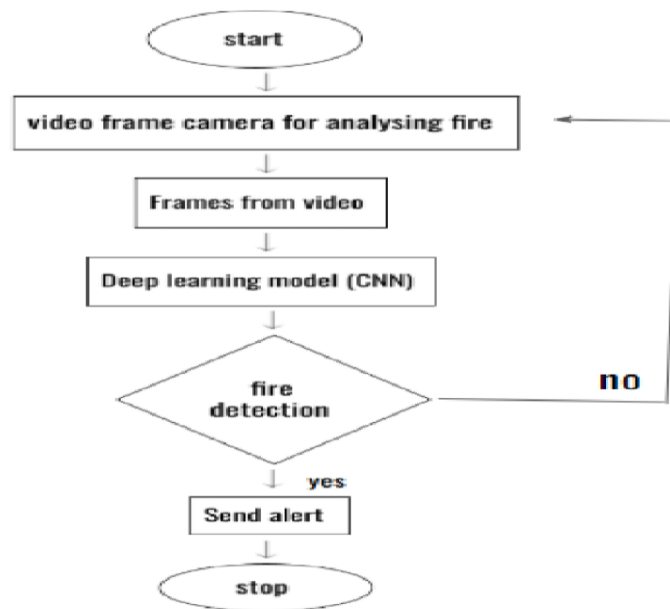 start
video frame camera for analysing fire
Frames from video
Deep learning model (CNN)
fire
detection
no
yes
Send alert
stop